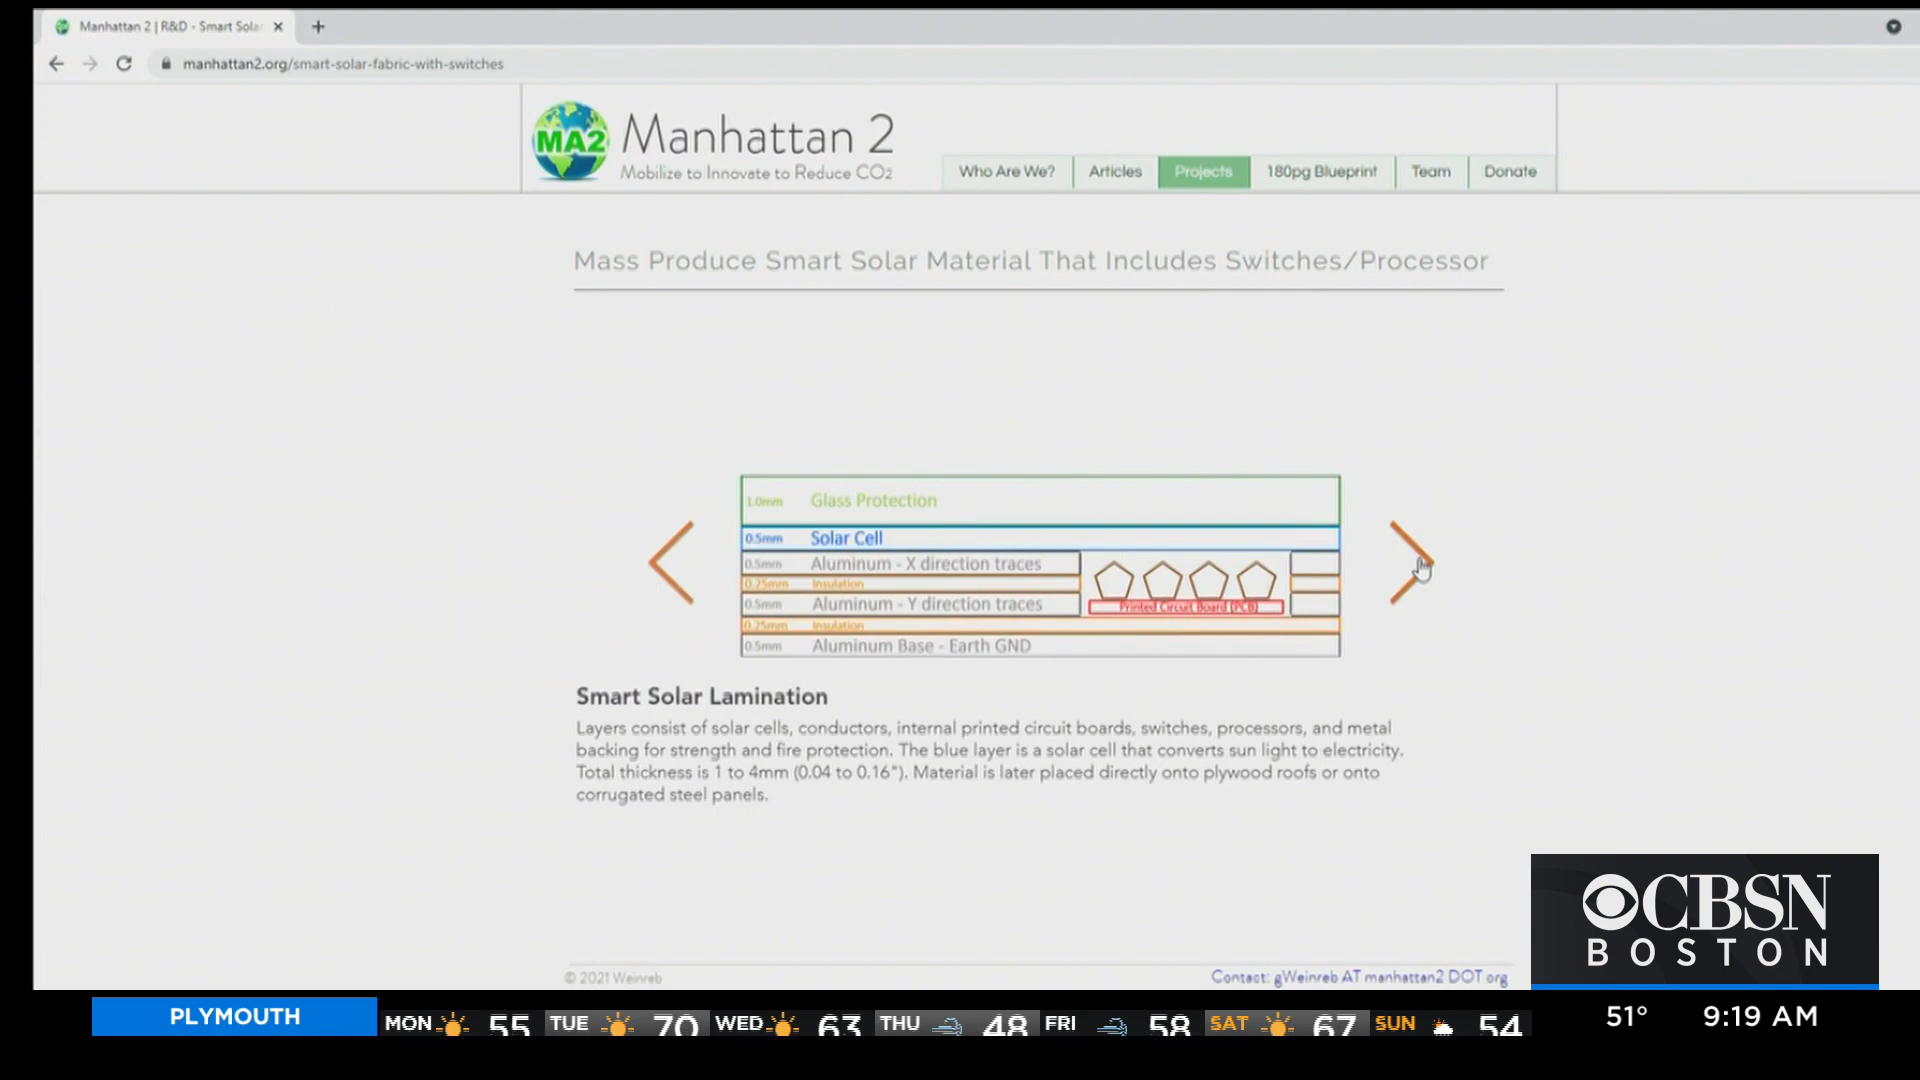 Manhattan 2 | R&D - Smart Sola
manhattan2.org/smart-solar-fabric-with-switches
MA2
Manhattan 2
Mobilize to Innovate to Reduce CO2
Who Are We?
Articles
Projects
180pg Blueprint
Team
Donate
Mass Produce Smart Solar Material That Includes Switches/Processor
1.0mm Glass Protection
0.5mm Solar Cell
0.5mm Aluminum - X direction traces
0.25mm Insulation
0.5mm Aluminum - Y direction traces
Printed Circuit Board (PCB)
0.25mm Insulation
0.5mm Aluminum Base - Earth GND
Smart Solar Lamination
Layers consist of solar cells, conductors, internal printed circuit boards, switches, processors, and metal
backing for strength and fire protection. The blue layer is a solar cell that converts sun light to electricity.
Total thickness is 1 to 4mm (0.04 to 0.16"). Material is later placed directly onto plywood roofs or onto
corrugated steel panels.
© 2021 Weinreb
Contact: gWeinreb AT manhattan2 DOT org
CBSN
BOSTON
PLYMOUTH
MON 55 TUE 70 WED 63 THU 48 FRI 58 SAT 67 SUN 54
51° 9:19 AM